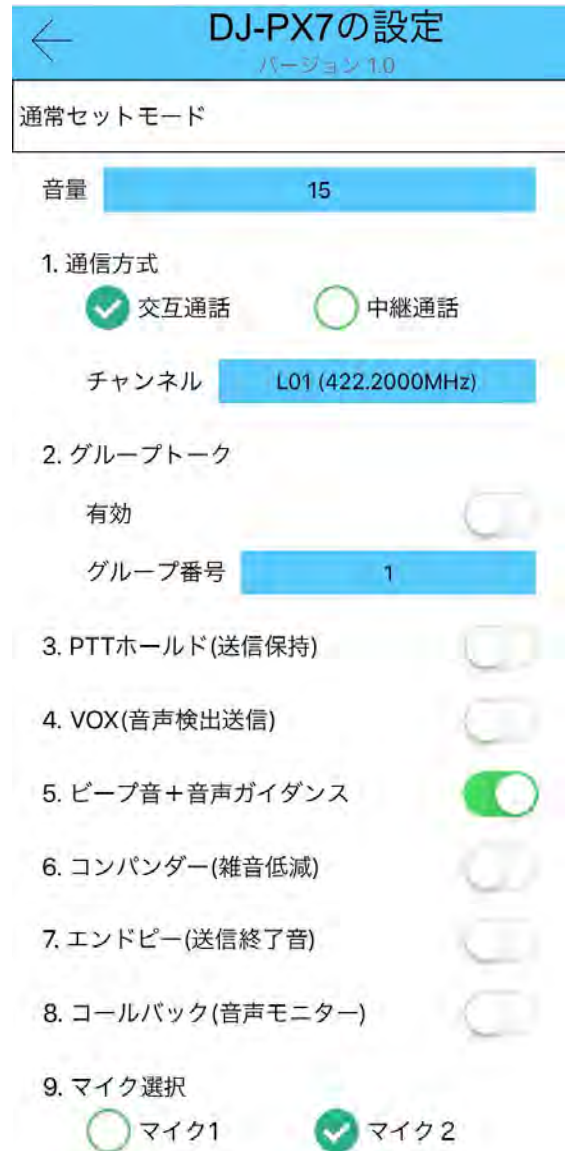 DJ-PX7の設定
バージョン 1.0
通常セットモード
音量 15
1. 通信方式
交互通話 中継通話
チャンネル L01 (422.2000MHz)
2. グループトーク
有効
グループ番号 1
3. PTTホールド(送信保持)
4. VOX(音声検出送信)
5. ビープ音＋音声ガイダンス
6. コンパンダー(雑音低減)
7. エンドピー(送信終了音)
8. コールバック(音声モニター)
9. マイク選択
マイク1 マイク２